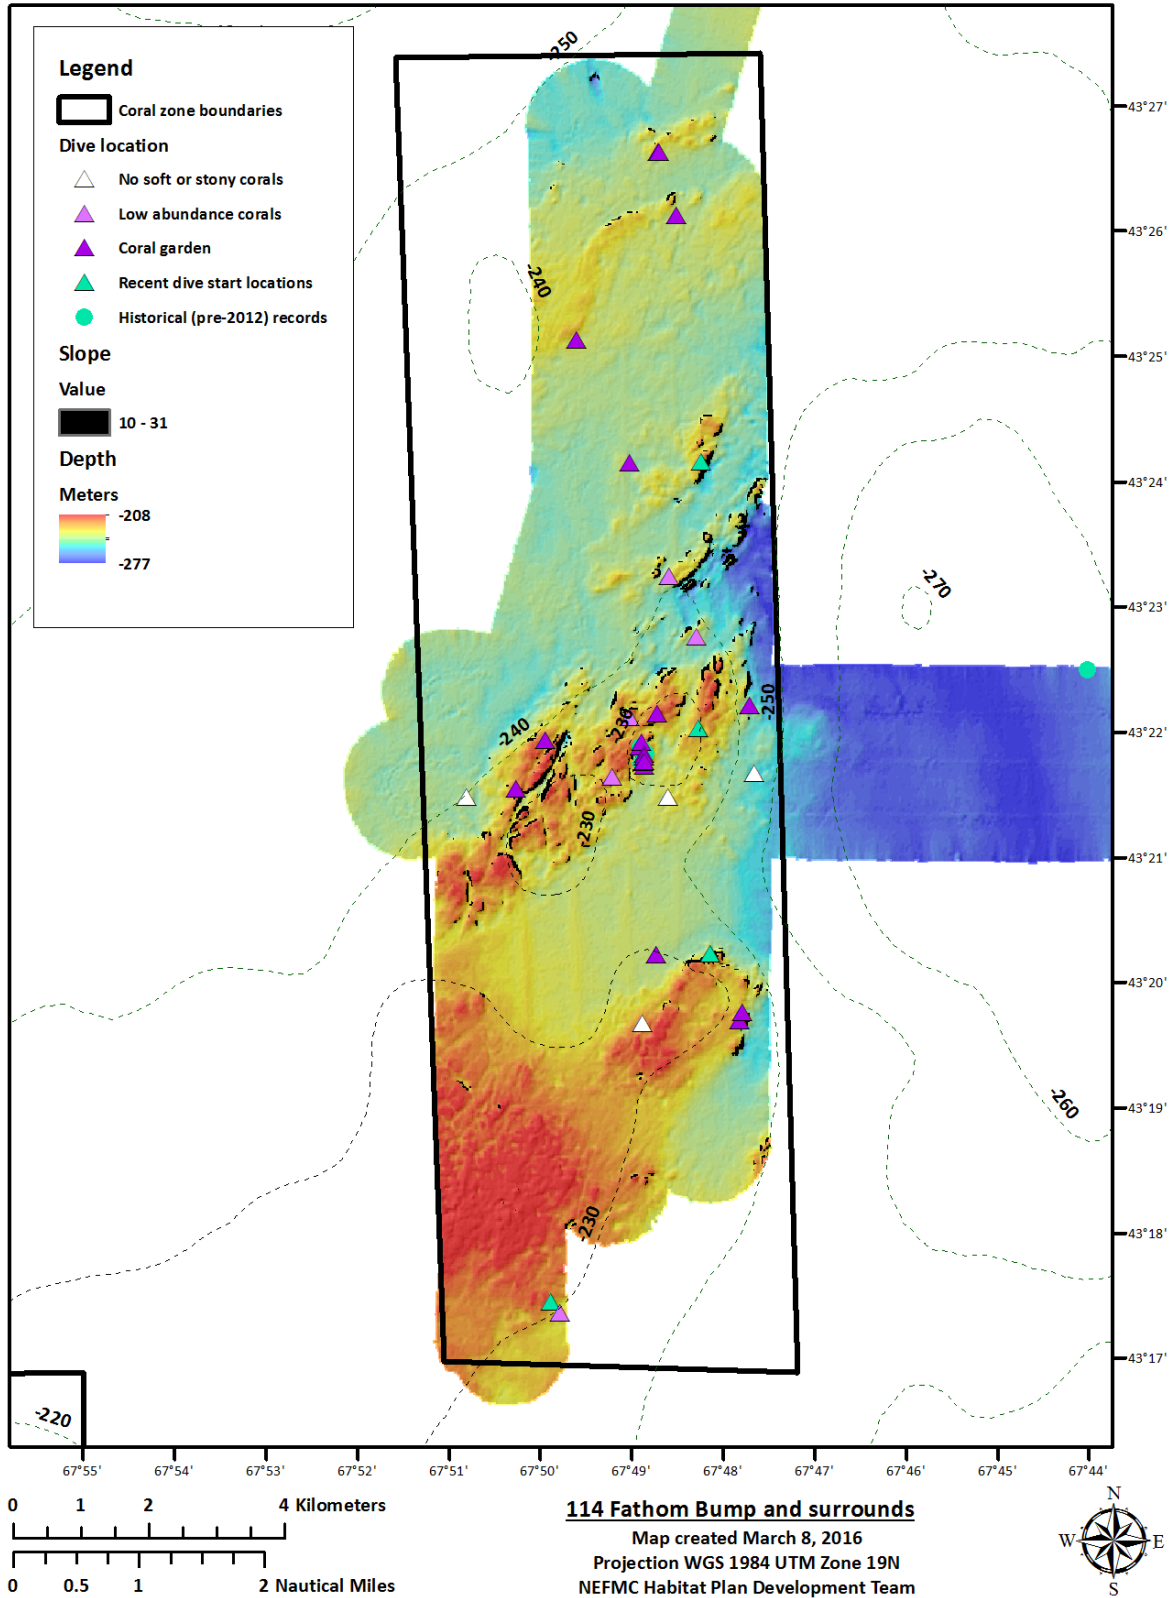 Legend
Coral zone boundaries
Dive location
No soft or stony corals
Low abundance corals
Coral garden
Recent dive start locations
Historical (pre-2012) records
Slope
Value
10 - 31
Depth
Meters
-208
-277
-250
-240
-270
-240
-230
-250
-230
-260
-230
-220
43°27'
43°26'
43°25'
43°24'
43°23'
43°22'
43°21'
43°20'
43°19'
43°18'
43°17'
67°55' 67°54' 67°53' 67°52' 67°51' 67°50' 67°49' 67°48' 67°47' 67°46' 67°45' 67°44'
0 1 2 4 Kilometers
0 0.5 1 2 Nautical Miles
114 Fathom Bump and surrounds
Map created March 8, 2016
Projection WGS 1984 UTM Zone 19N
NEFMC Habitat Plan Development Team
N
W E
S